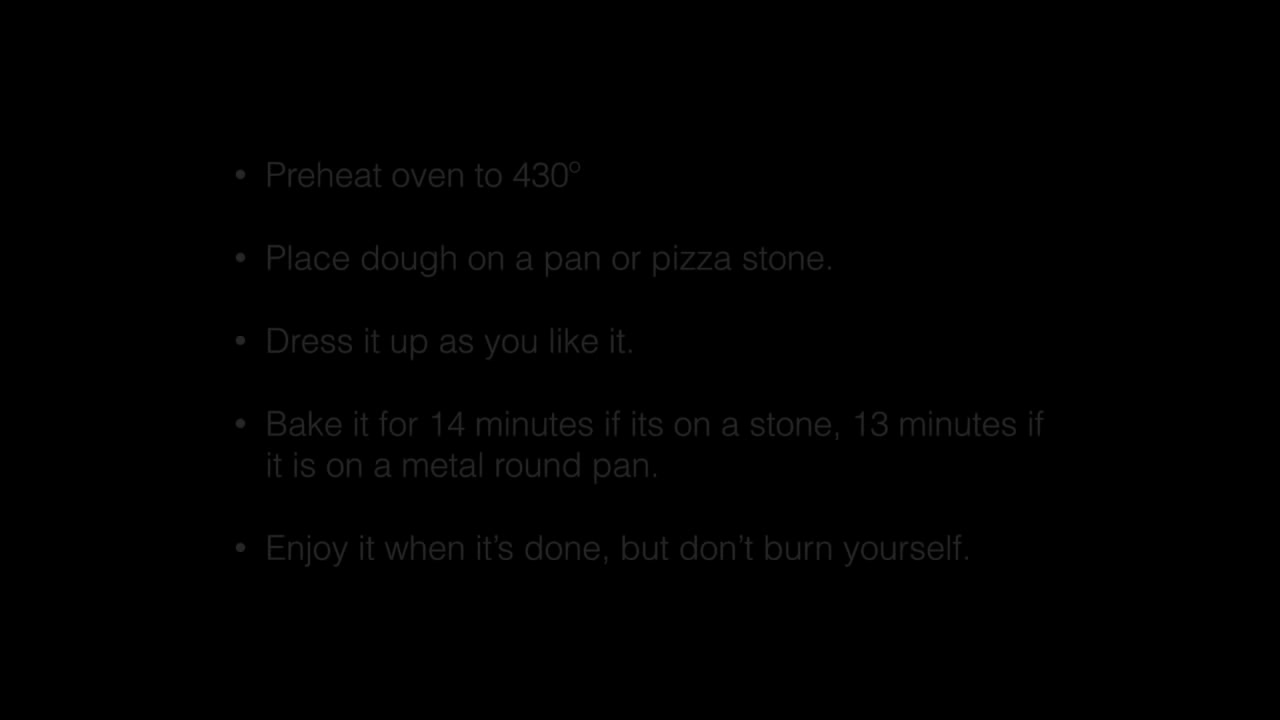 • Preheat oven to 430º
• Place dough on a pan or pizza stone.
• Dress it up as you like it.
• Bake it for 14 minutes if its on a stone, 13 minutes if
it is on a metal round pan.
• Enjoy it when it’s done, but don’t burn yourself.